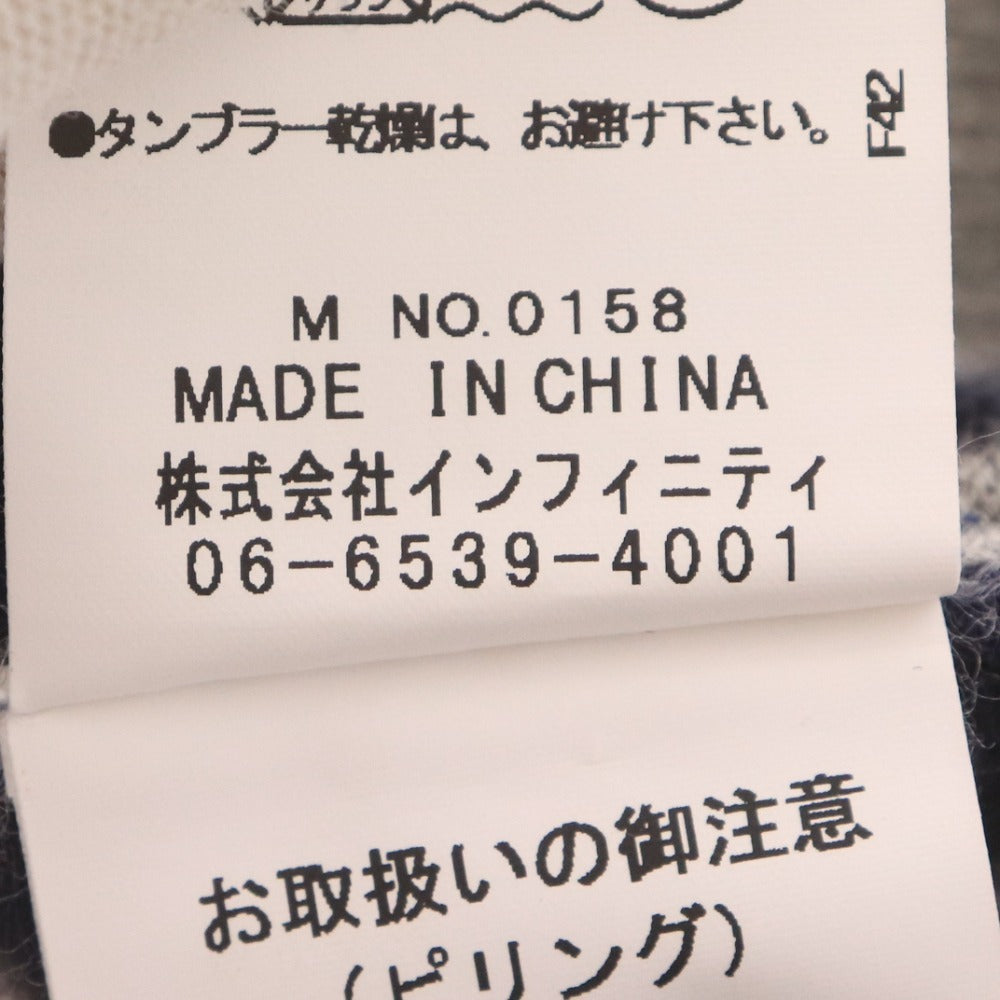 ●タンブラー乾燥は、お避け下さい。
F42
M NO.0158
MADE IN CHINA
株式会社インフィニティ
06-6539-4001
お取扱いの御注意
(ピリング)